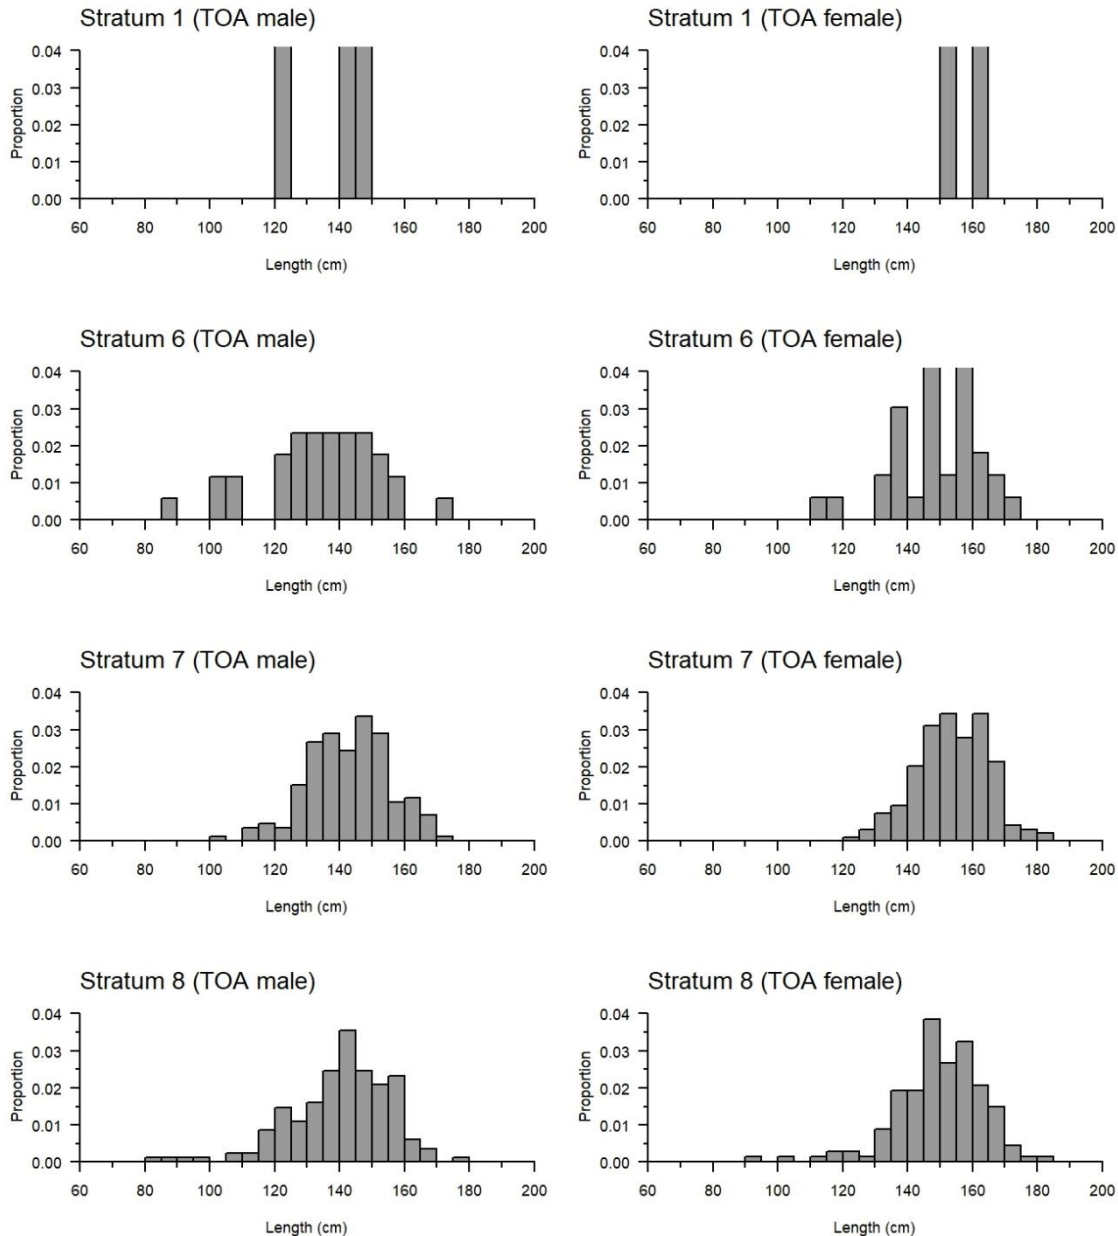 Stratum 1 (TOA male)
Proportion
0.04
0.03
0.02
0.01
0.00
60 80 100 120 140 160 180 200
Length (cm)
Stratum 1 (TOA female)
Proportion
0.04
0.03
0.02
0.01
0.00
60 80 100 120 140 160 180 200
Length (cm)
Stratum 6 (TOA male)
Proportion
0.04
0.03
0.02
0.01
0.00
60 80 100 120 140 160 180 200
Length (cm)
Stratum 6 (TOA female)
Proportion
0.04
0.03
0.02
0.01
0.00
60 80 100 120 140 160 180 200
Length (cm)
Stratum 7 (TOA male)
Proportion
0.04
0.03
0.02
0.01
0.00
60 80 100 120 140 160 180 200
Length (cm)
Stratum 7 (TOA female)
Proportion
0.04
0.03
0.02
0.01
0.00
60 80 100 120 140 160 180 200
Length (cm)
Stratum 8 (TOA male)
Proportion
0.04
0.03
0.02
0.01
0.00
60 80 100 120 140 160 180 200
Length (cm)
Stratum 8 (TOA female)
Proportion
0.04
0.03
0.02
0.01
0.00
60 80 100 120 140 160 180 200
Length (cm)